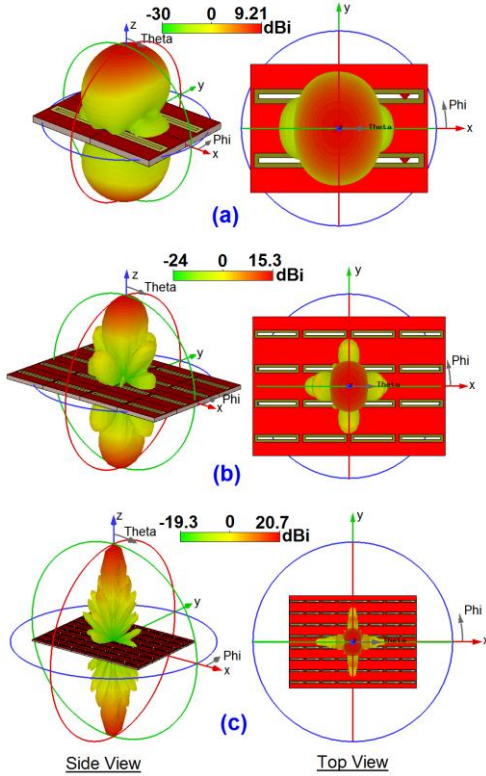 -30 0 9.21
dBi
z
Theta
y
Phi
x
y
Phi
Theta
x
(a)
-24 0 15.3
dBi
z
Theta
y
x
Phi
y
Phi
Theta
x
(b)
-19.3 0 20.7
dBi
z
Theta
y
Phi
x
y
Phi
Theta
x
(c)
Side View Top View